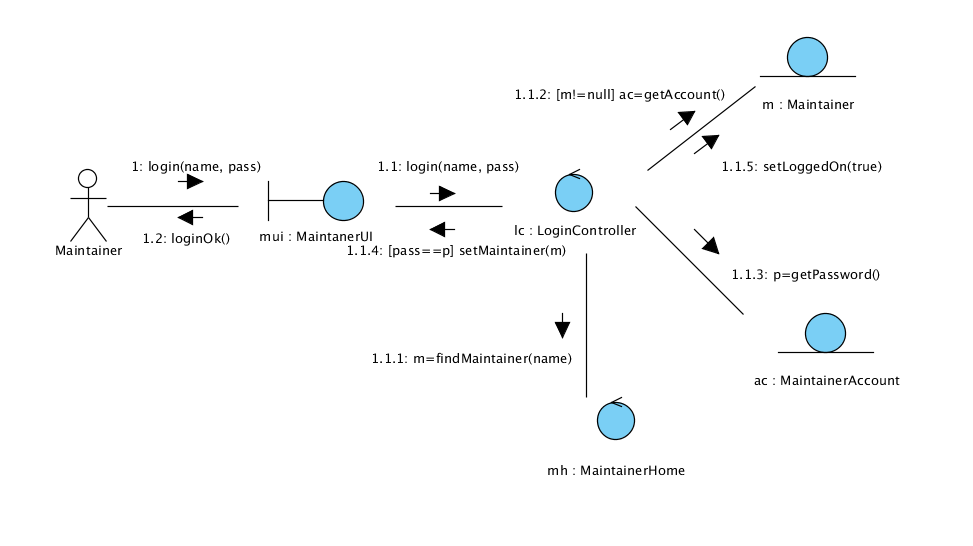 1.1.2: [m!=null] ac=getAccount()
m : Maintainer
1: login(name, pass)
1.1: login(name, pass)
1.1.5: setLoggedOn(true)
Maintainer
1.2: loginOk()
mui : MaintanerUI
lc : LoginController
1.1.4: [pass==p] setMaintainer(m)
1.1.3: p=getPassword()
1.1.1: m=findMaintainer(name)
ac : MaintainerAccount
mh : MaintainerHome